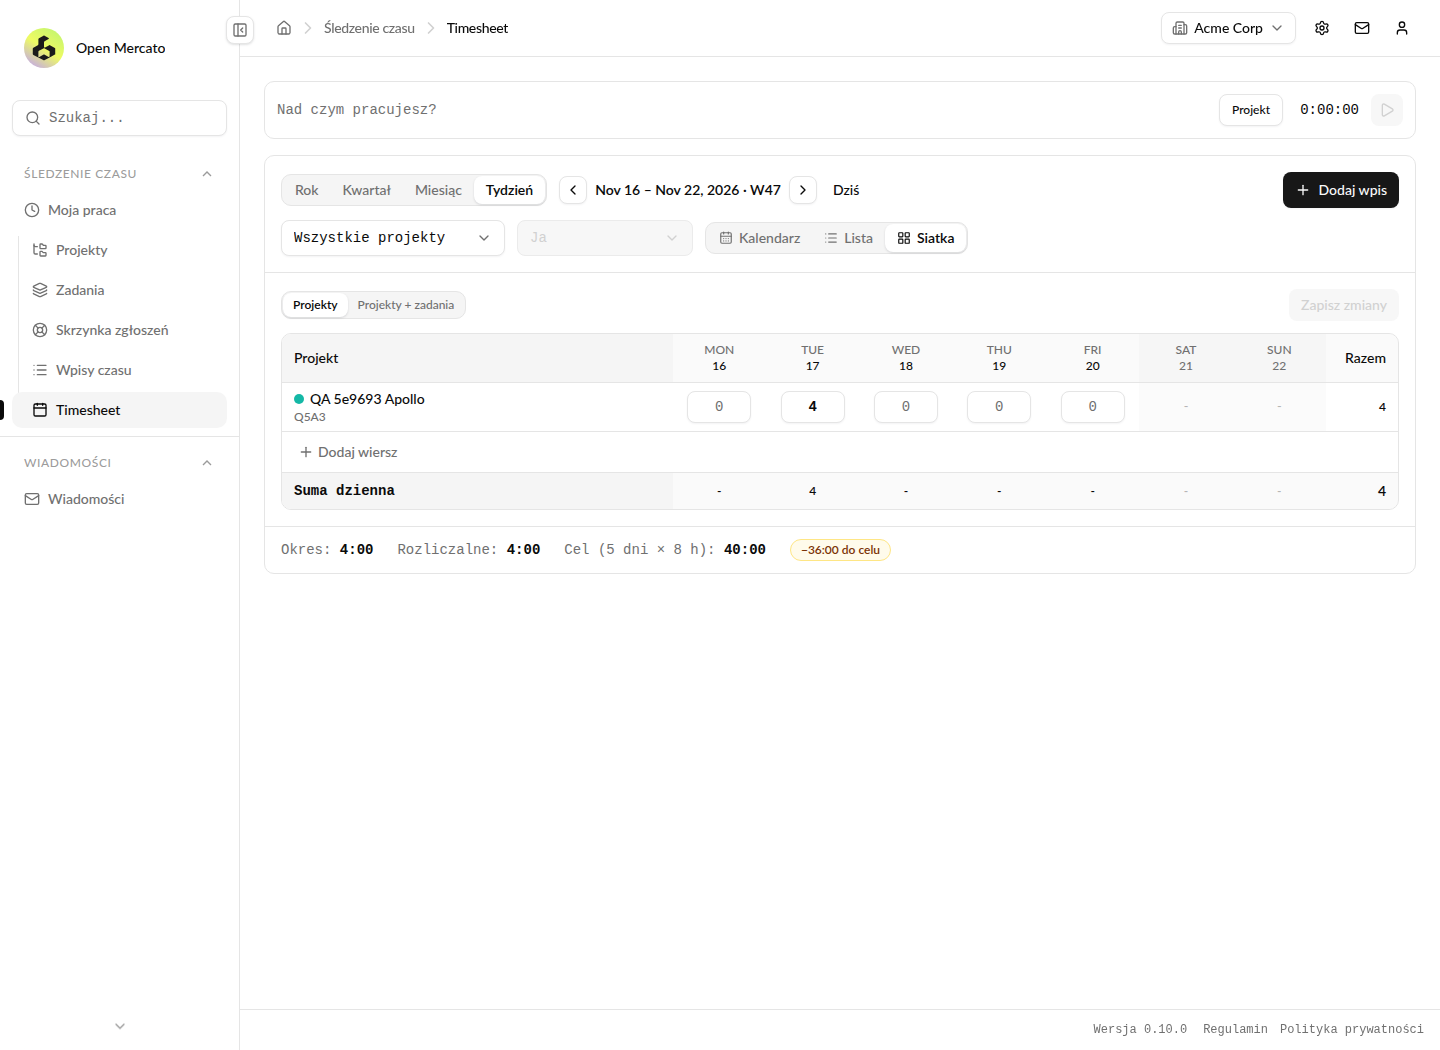 Open Mercato
Szukaj...
ŚLEDZENIE CZASU
Moja praca
Projekty
Zadania
Skrzynka zgłoszeń
Wpisy czasu
Timesheet
WIADOMOŚCI
Wiadomości
Śledzenie czasu
Timesheet
Acme Corp
Nad czym pracujesz?
Projekt
0:00:00
Rok
Kwartał
Miesiąc
Tydzień
Nov 16 – Nov 22, 2026 · W47
Dziś
Dodaj wpis
Wszystkie projekty
Ja
Kalendarz
Lista
Siatka
Projekty
Projekty + zadania
Zapisz zmiany
Projekt
MON 16
TUE 17
WED 18
THU 19
FRI 20
SAT 21
SUN 22
Razem
QA 5e9693 Apollo
Q5A3
0 4 0 0 0 - - 4
Dodaj wiersz
Suma dzienna - 4 - - - - - 4
Okres: 4:00 Rozliczalne: 4:00 Cel (5 dni × 8 h): 40:00 −36:00 do celu
Wersja 0.10.0 Regulamin Polityka prywatności